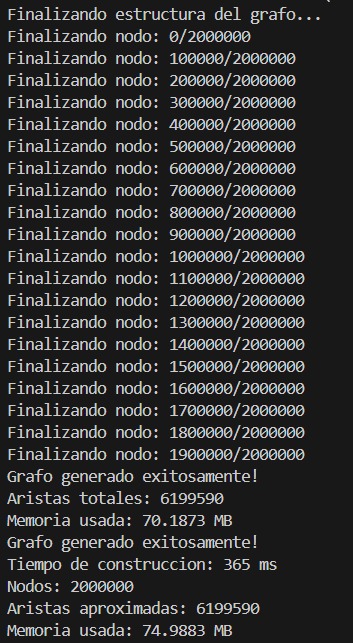 Finalizando estructura del grafo...
Finalizando nodo: 0/2000000
Finalizando nodo: 100000/2000000
Finalizando nodo: 200000/2000000
Finalizando nodo: 300000/2000000
Finalizando nodo: 400000/2000000
Finalizando nodo: 500000/2000000
Finalizando nodo: 600000/2000000
Finalizando nodo: 700000/2000000
Finalizando nodo: 800000/2000000
Finalizando nodo: 900000/2000000
Finalizando nodo: 1000000/2000000
Finalizando nodo: 1100000/2000000
Finalizando nodo: 1200000/2000000
Finalizando nodo: 1300000/2000000
Finalizando nodo: 1400000/2000000
Finalizando nodo: 1500000/2000000
Finalizando nodo: 1600000/2000000
Finalizando nodo: 1700000/2000000
Finalizando nodo: 1800000/2000000
Finalizando nodo: 1900000/2000000
Grafo generado exitosamente!
Aristas totales: 6199590
Memoria usada: 70.1873 MB
Grafo generado exitosamente!
Tiempo de construccion: 365 ms
Nodos: 2000000
Aristas aproximadas: 6199590
Memoria usada: 74.9883 MB